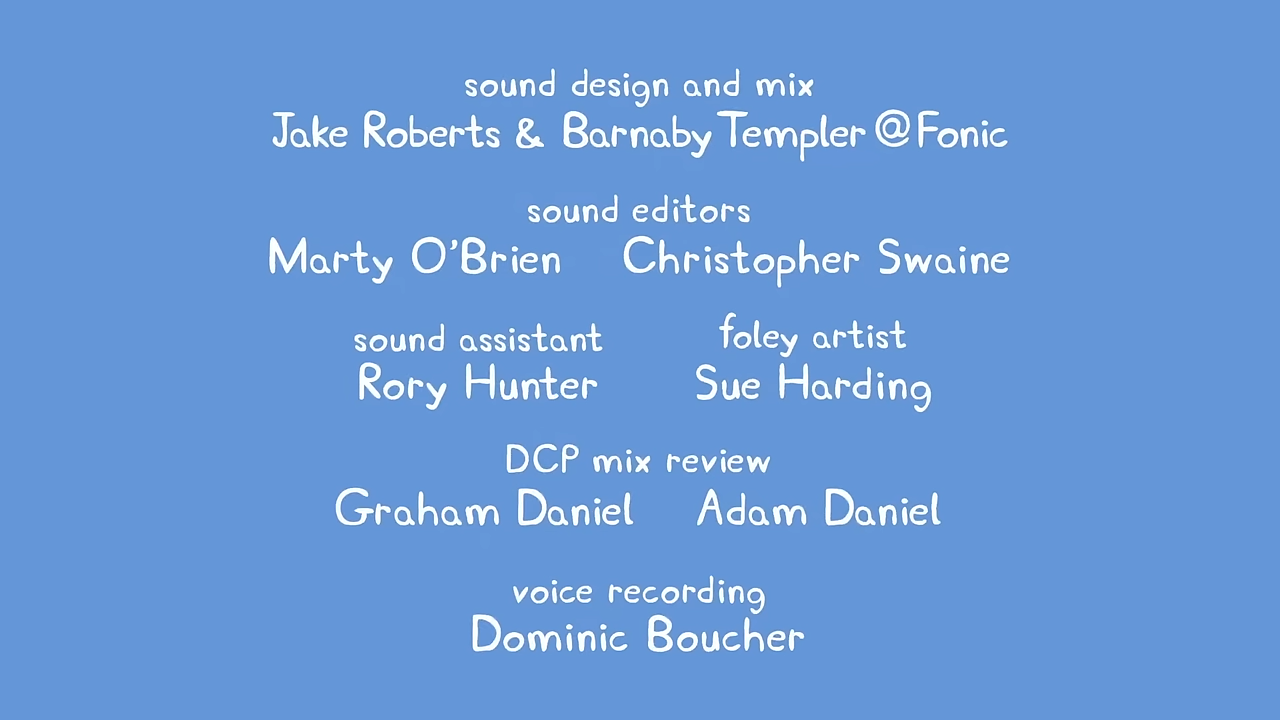 sound design and mix
Jake Roberts & Barnaby Templer @Fonic
sound editors
Marty O'Brien Christopher Swaine
sound assistant foley artist
Rory Hunter Sue Harding
DCP mix review
Graham Daniel Adam Daniel
voice recording
Dominic Boucher